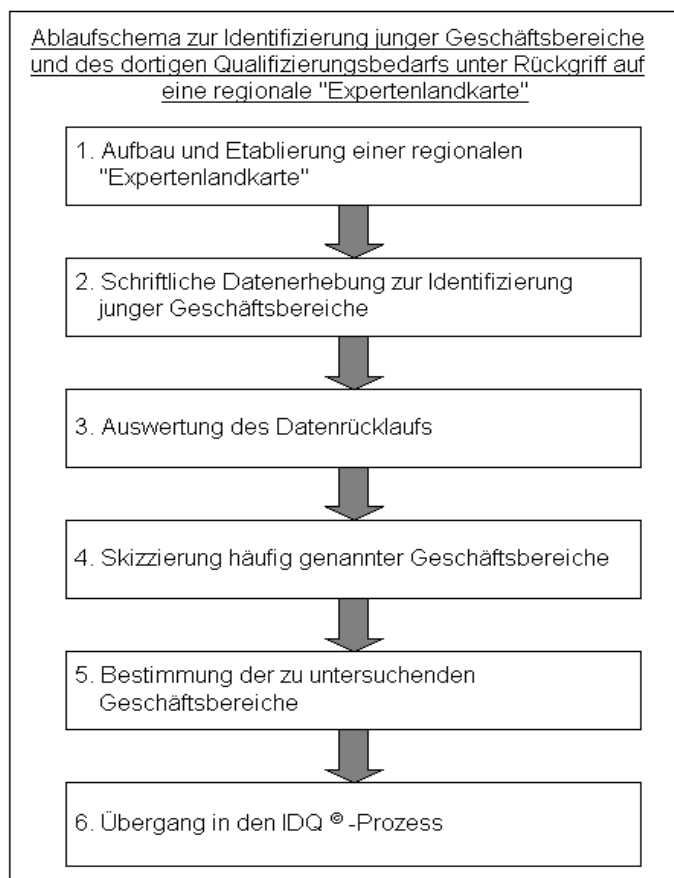 Ablaufschema zur Identifizierung junger Geschäftsbereiche
und des dortigen Qualifizierungsbedarfs unter Rückgriff auf
eine regionale "Expertenlandkarte"
1. Aufbau und Etablierung einer regionalen
"Expertenlandkarte"
2. Schriftliche Datenerhebung zur Identifizierung
junger Geschäftsbereiche
3. Auswertung des Datenrücklaufs
4. Skizzierung häufig genannter Geschäftsbereiche
5. Bestimmung der zu untersuchenden
Geschäftsbereiche
6. Übergang in den IDQ ©-Prozess